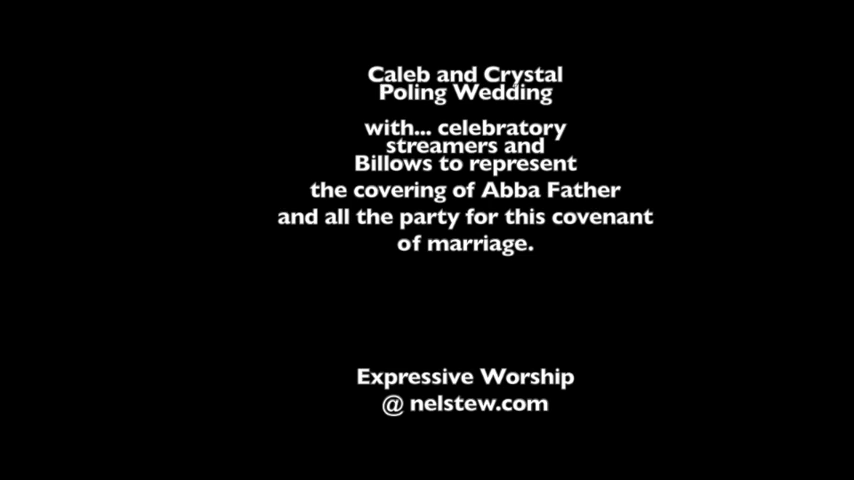 Caleb and Crystal
Poling Wedding
with... celebratory
streamers and
Billows to represent
the covering of Abba Father
and all the party for this covenant
of marriage.
Expressive Worship
@ nelstew.com